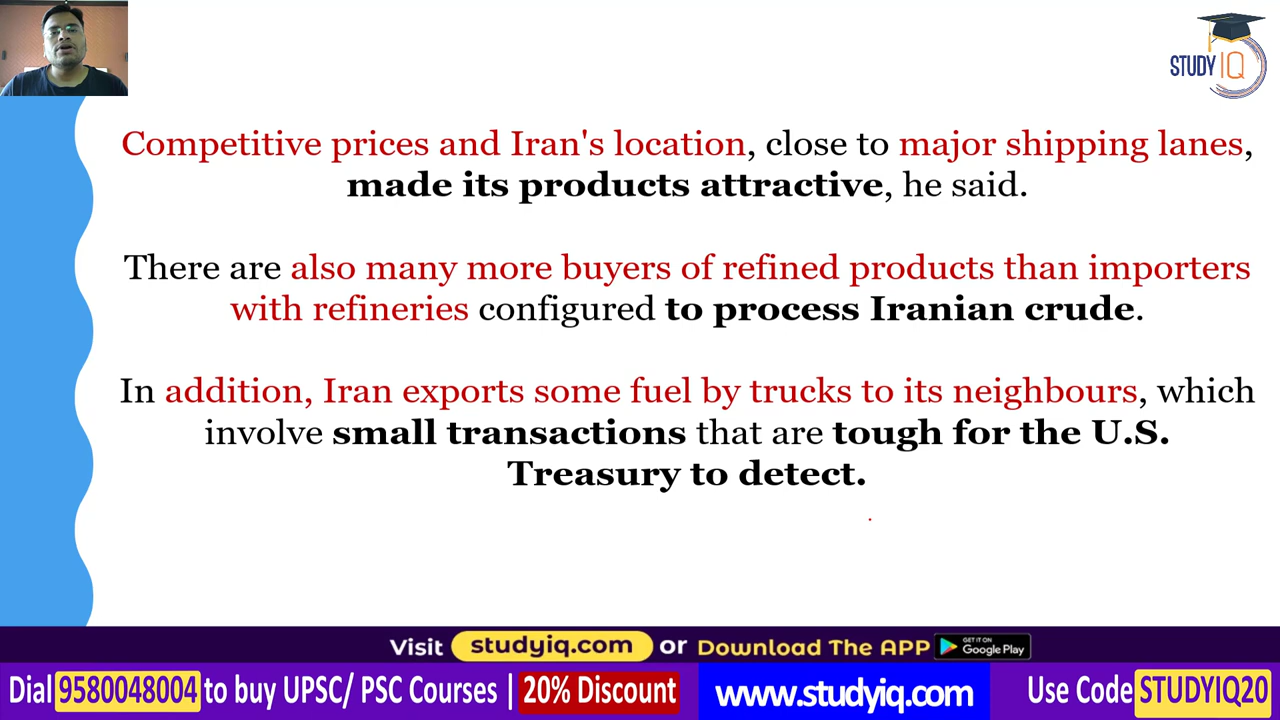 STUDY IQ
Competitive prices and Iran's location, close to major shipping lanes,
made its products attractive, he said.
There are also many more buyers of refined products than importers
with refineries configured to process Iranian crude.
In addition, Iran exports some fuel by trucks to its neighbours, which
involve small transactions that are tough for the U.S.
Treasury to detect.
Visit studyiq.com or Download The APP GET IT ON Google Play
Dial 9580048004 to buy UPSC/ PSC Courses | 20% Discount www.studyiq.com Use Code STUDYIQ20